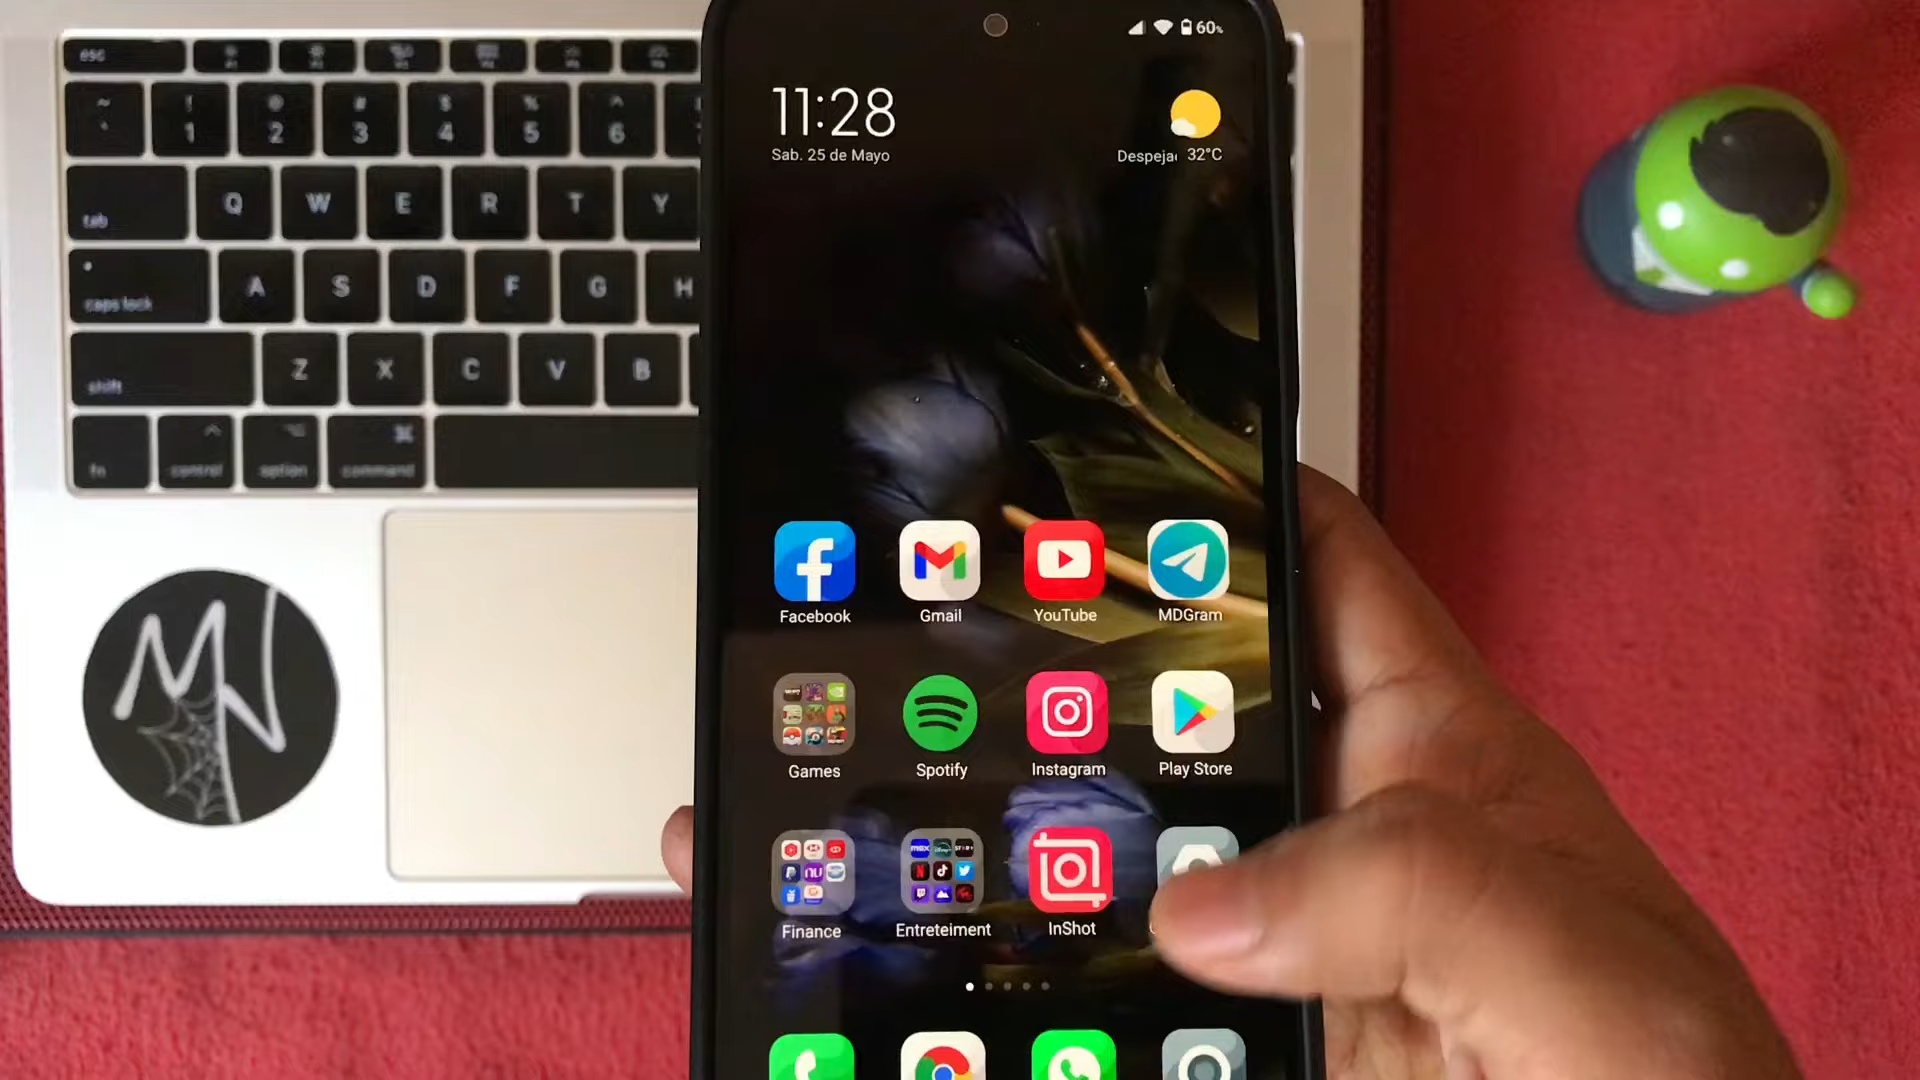 60%
11:28
Sab. 25 de Mayo
Despeja 32°C
Facebook Gmail YouTube MDGram
Games Spotify Instagram Play Store
Finance Entreteiment InShot
esc
~ ! @ # $ % ^
` 1 2 3 4 5 6
tab Q W E R T Y
caps lock A S D F G H
shift Z X C V B
fn control option command
MN